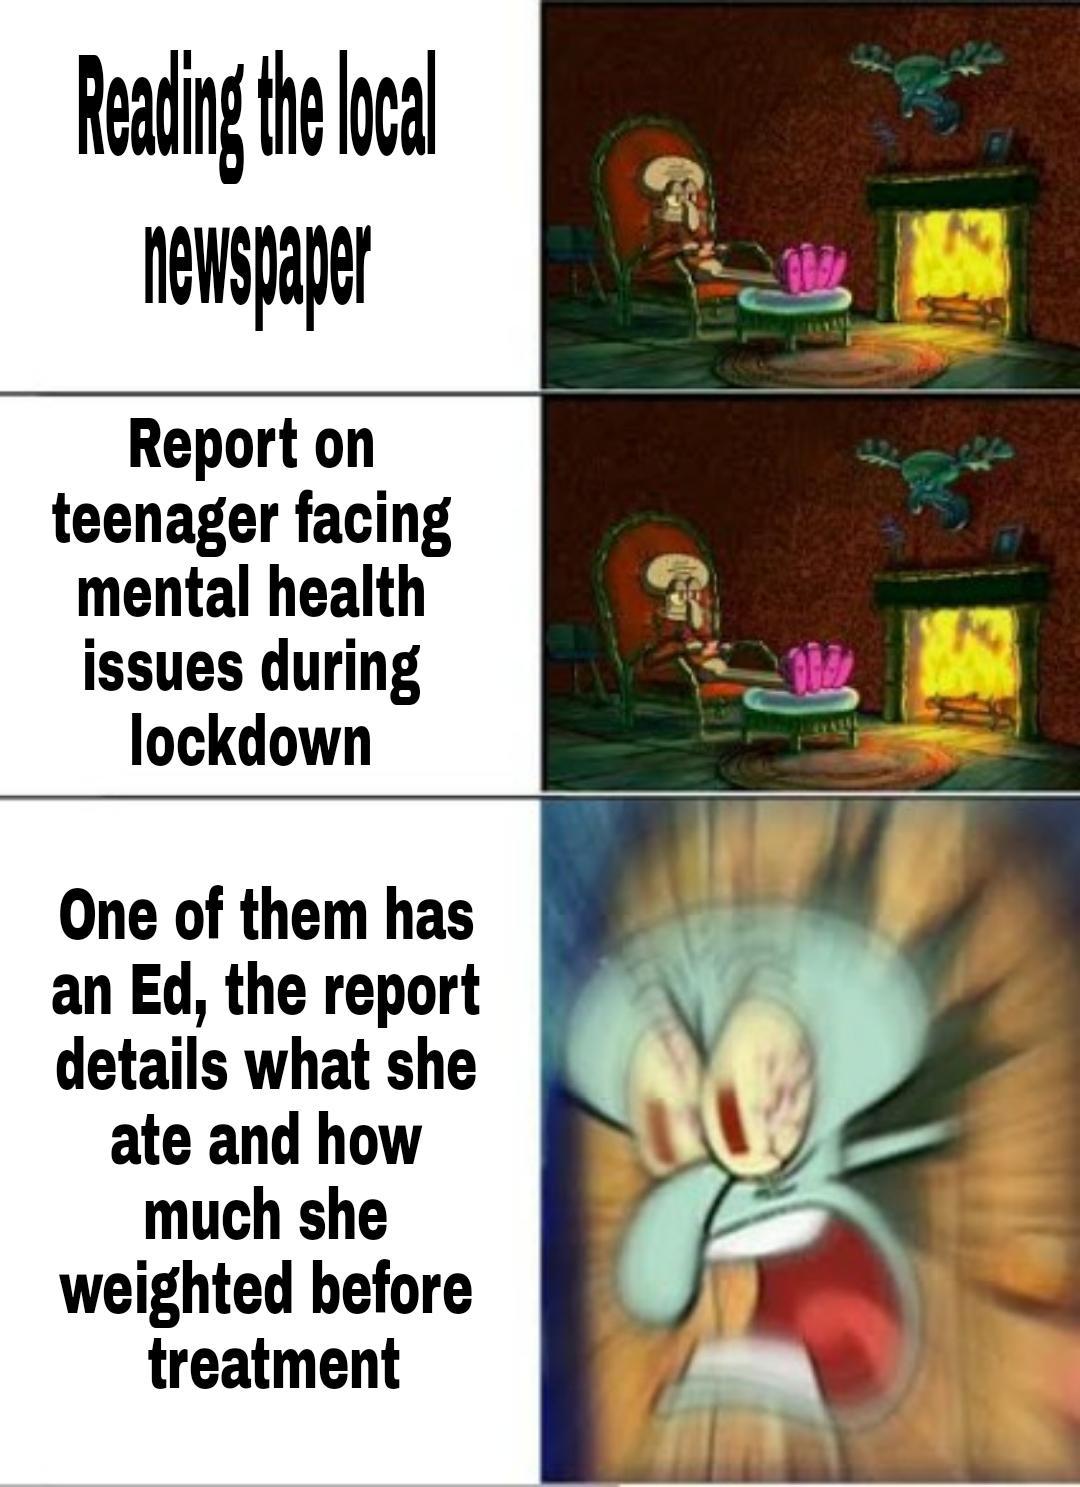 Reading the local
newspaper
Report on
teenager facing
mental health
issues during
lockdown
One of them has
an Ed, the report
details what she
ate and how
much she
weighted before
treatment